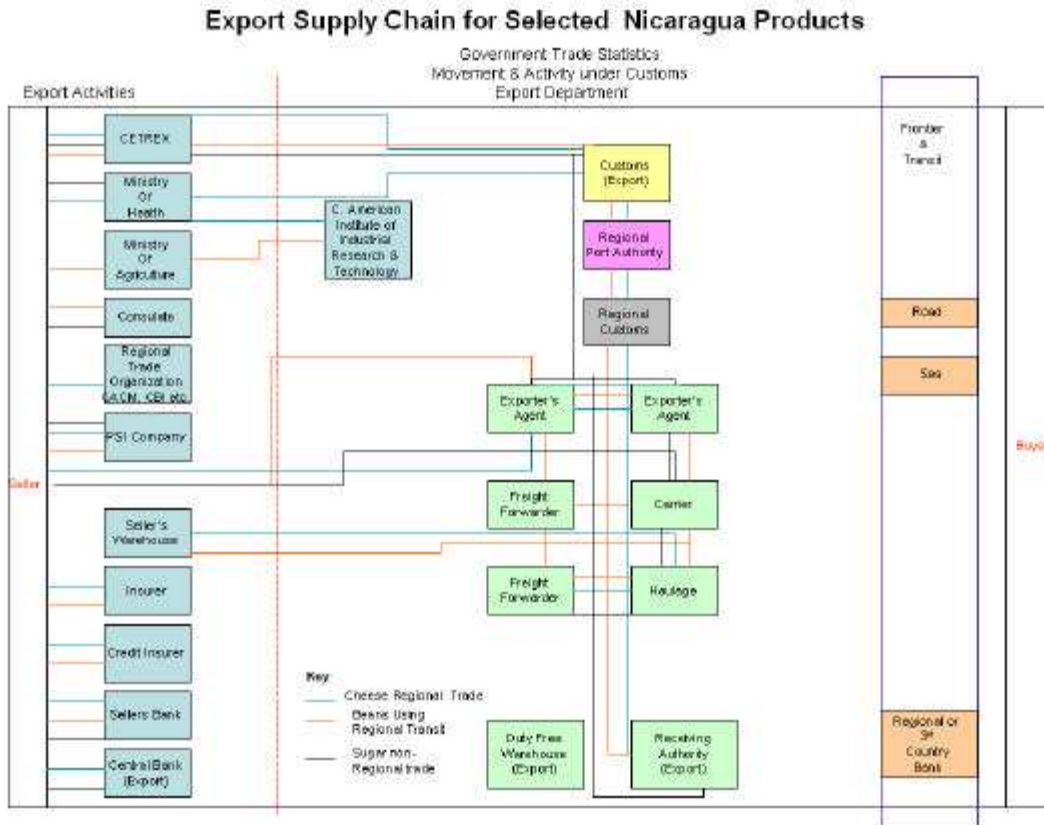 Export Supply Chain for Selected Nicaragua Products
Government Trade Statistics
Movement & Activity under Customs
Export Department
Export Activities
CETREX
Ministry
Of
Health
Ministry
Of
Agriculture
Consulate
Regional
Trade
Organization
CACM, CBI etc.
PSI Company
Seller
Seller's
Warehouse
Insurer
Credit Insurer
Sellers Bank
Central Bank
(Export)
C. American
Institute of
Industrial
Research &
Technology
Customs
(Export)
Regional
Port Authority
Regional
Customs
Exporter's
Agent
Exporter's
Agent
Freight
Forwarder
Carrier
Freight
Forwarder
Haulage
Key
Cheese Regional Trade
Beans Using
Regional Transit
Sugar non-
Regional trade
Duty Free
Warehouse
(Export)
Receiving
Authority
(Export)
Frontier
&
Transit
Road
Sea
Regional or
Country
Bank